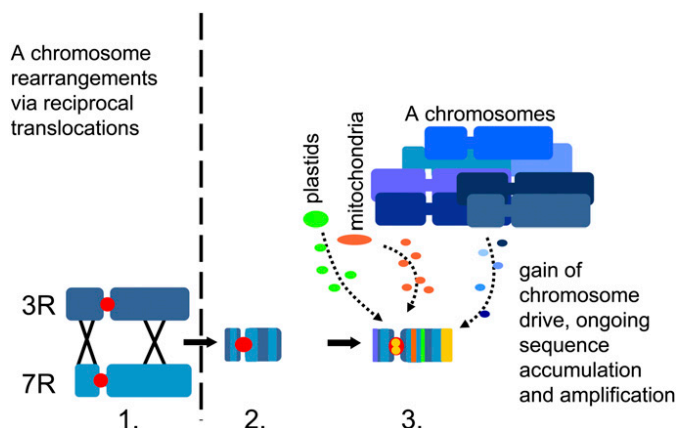 A chromosome
rearrangements
via reciprocal
translocations
A chromosomes
plastids
mitochondria
3R
7R
gain of
chromosome
drive, ongoing
sequence
accumulation
and amplification
1.
2.
3.